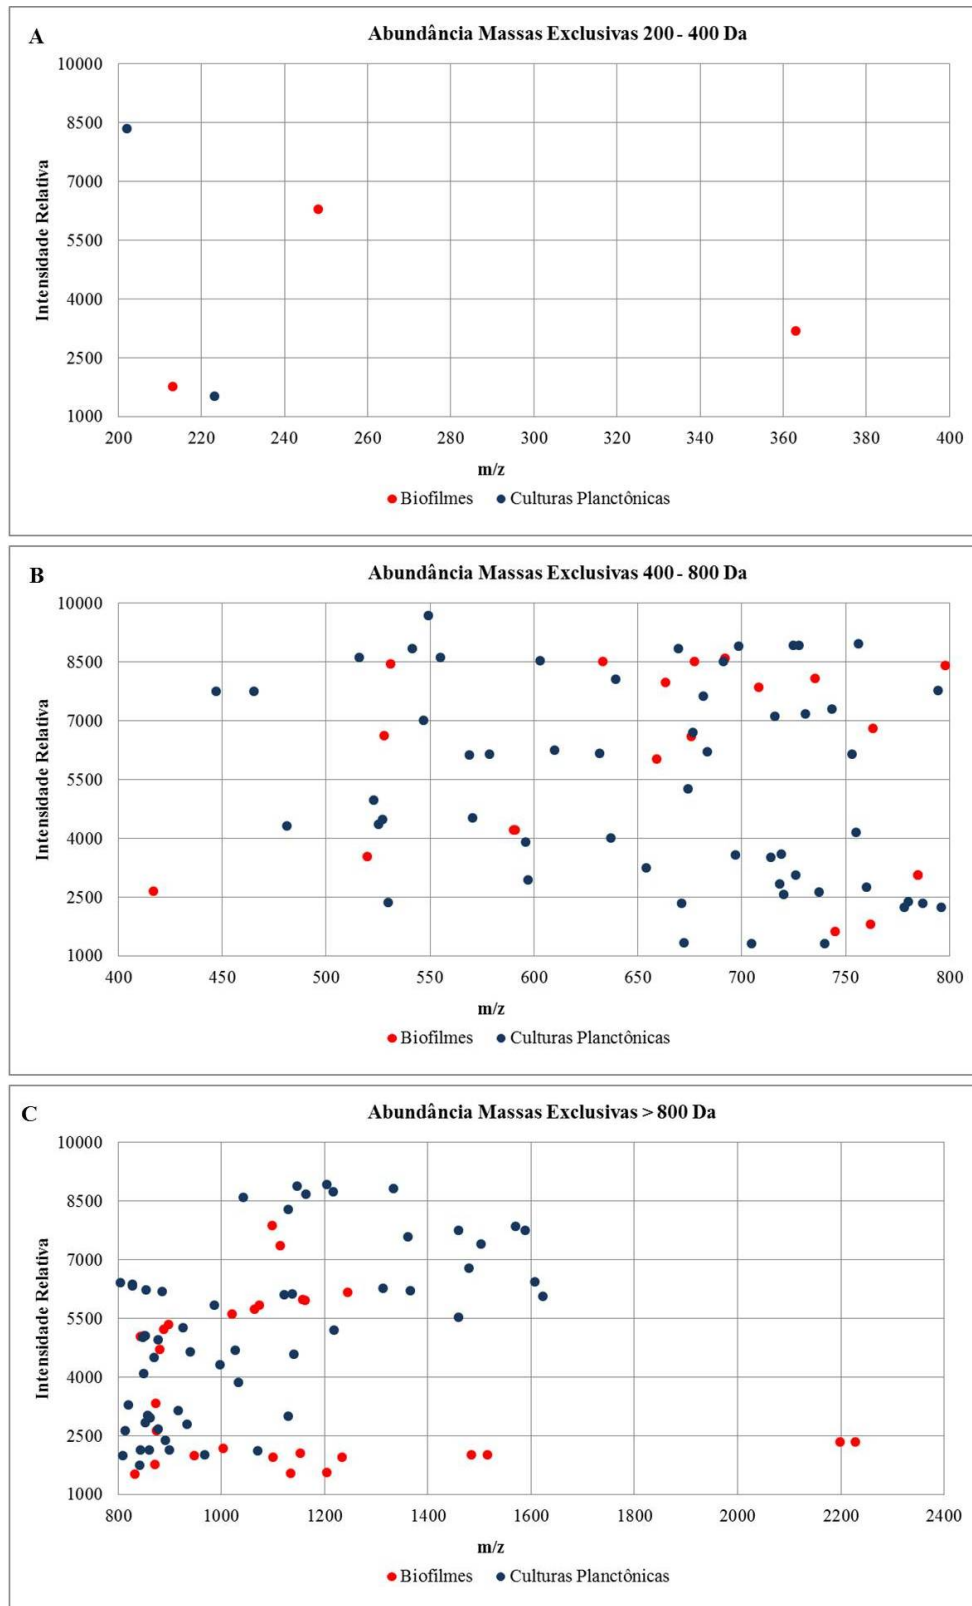 A
Abundância Massas Exclusivas 200 - 400 Da
Intensidade Relativa
10000
8500
7000
5500
4000
2500
1000
200 220 240 260 280 300 320 340 360 380 400
m/z
Biofilmes Culturas Planctônicas
B
Abundância Massas Exclusivas 400 - 800 Da
Intensidade Relativa
10000
8500
7000
5500
4000
2500
1000
400 450 500 550 600 650 700 750 800
m/z
Biofilmes Culturas Planctônicas
C
Abundância Massas Exclusivas > 800 Da
Intensidade Relativa
10000
8500
7000
5500
4000
2500
1000
800 1000 1200 1400 1600 1800 2000 2200 2400
m/z
Biofilmes Culturas Planctônicas